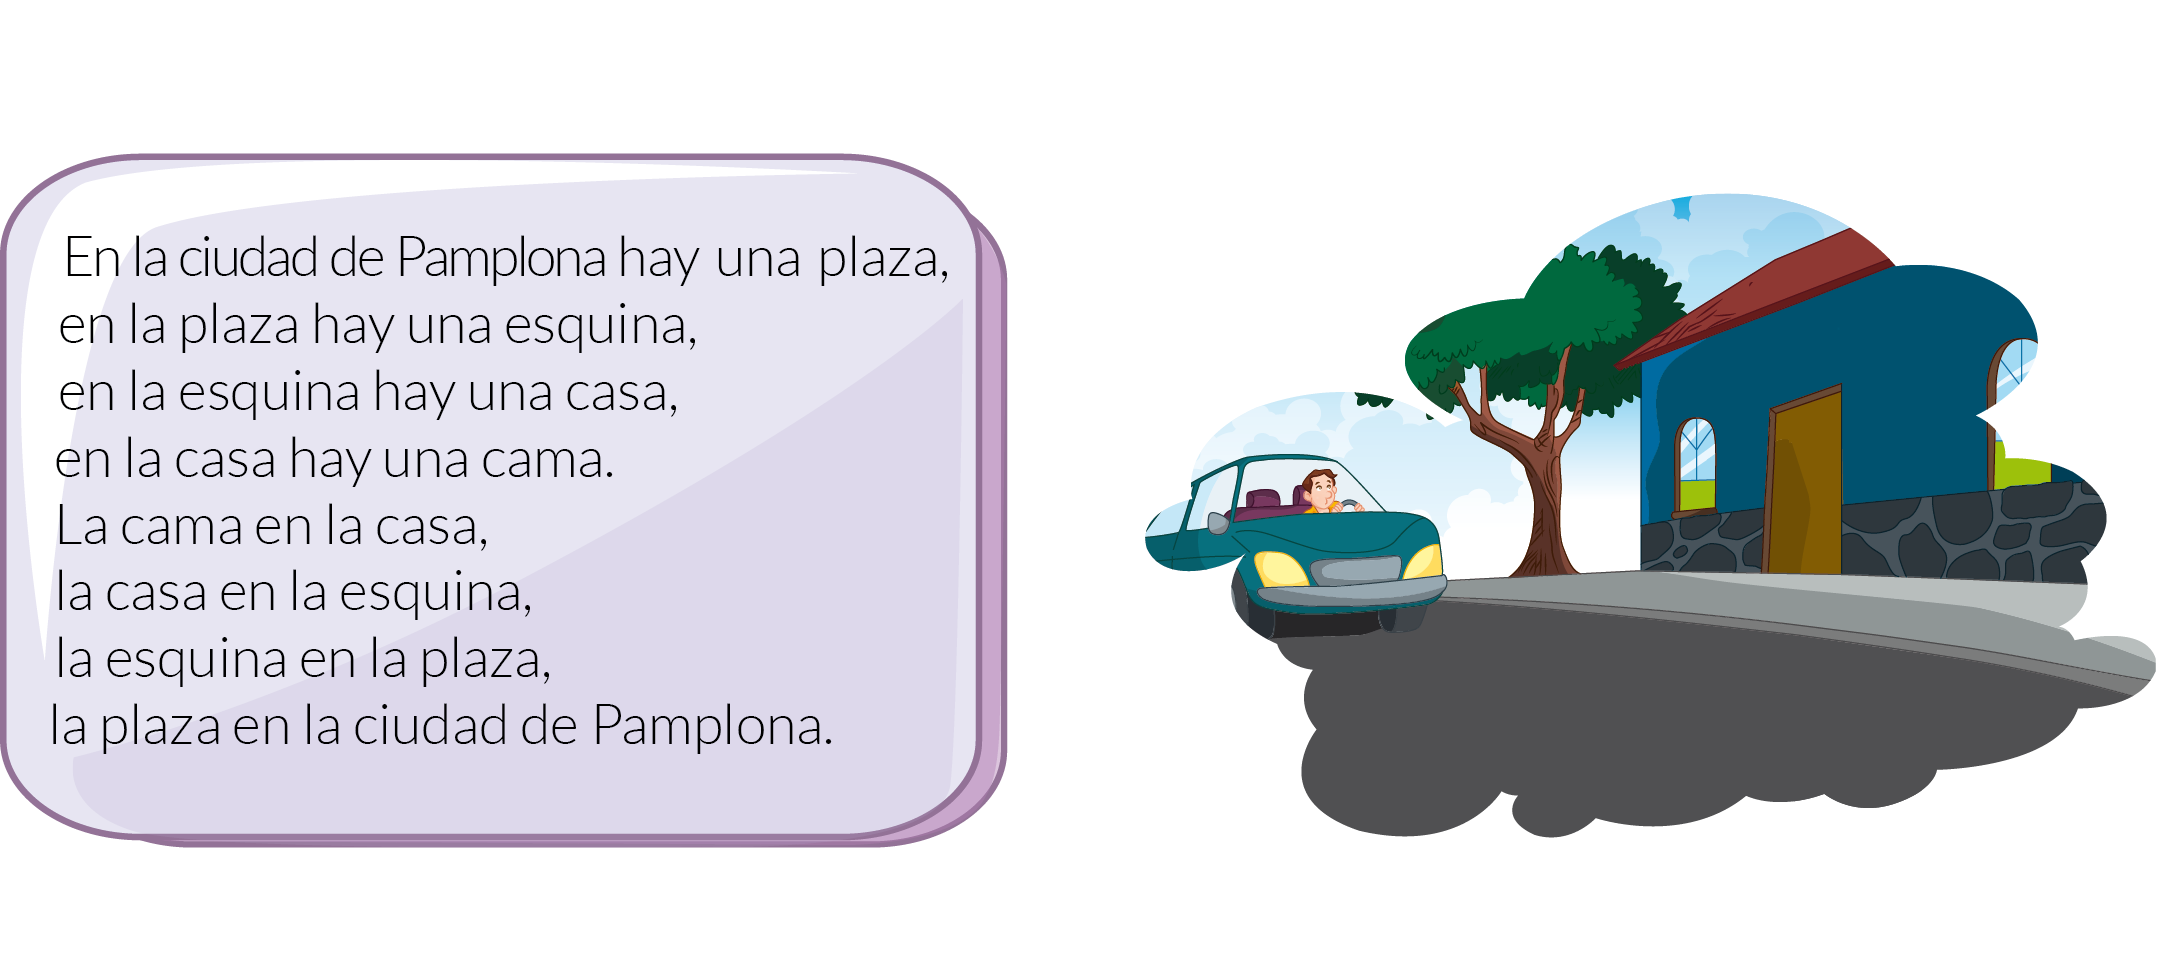 En la ciudad de Pamplona hay una plaza,
en la plaza hay una esquina,
en la esquina hay una casa,
en la casa hay una cama.
La cama en la casa,
la casa en la esquina,
la esquina en la plaza,
la plaza en la ciudad de Pamplona.